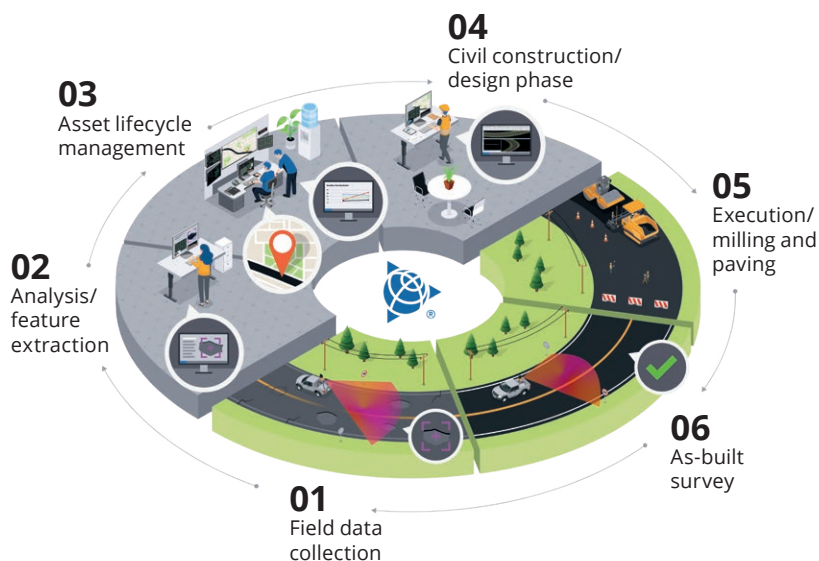 04
Civil construction/
design phase
03
Asset lifecycle
management
05
Execution/
milling and
paving
02
Analysis/
feature
extraction
®
06
As-built
survey
01
Field data
collection